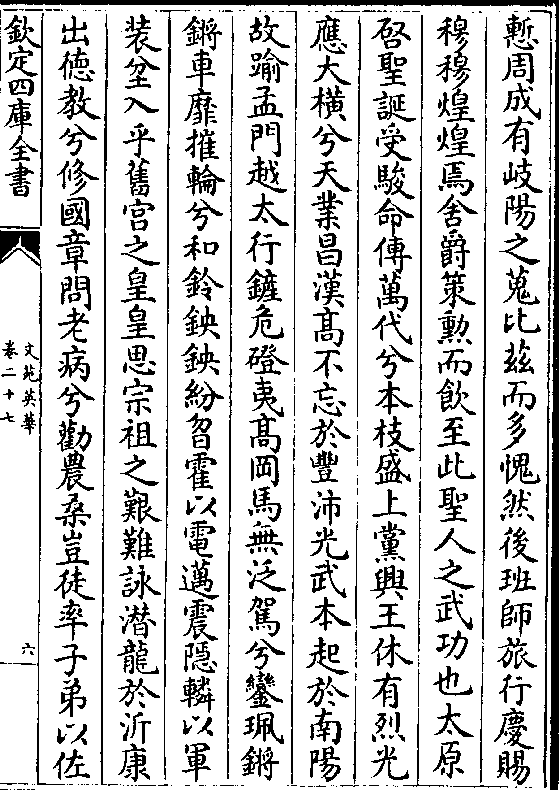 慙周成有岐陽之蒐比茲而多愧然後班師旅行慶賜
穆穆煌煌焉舍爵策勲而飲至此聖人之武功也太原
啓聖誕受駿命傳萬代兮本枝盛上黨興王休有烈光
應大橫兮天業昌漢髙不忘於豐沛光武本起於南陽
故踰孟門越太行鏟危磴夷髙岡馬無泛駕兮鑾珮鏘
鏘車靡摧輪兮和鈴鉠鉠紛曶霍以電邁震隠轔以軍
裝坌入乎舊宫之皇皇思宗祖之艱難詠潛龍於沂康
出德教兮修國章問老病兮勸農桑豈徒率子弟以佐
欽定四庫全書
文苑英華
卷二十七
六